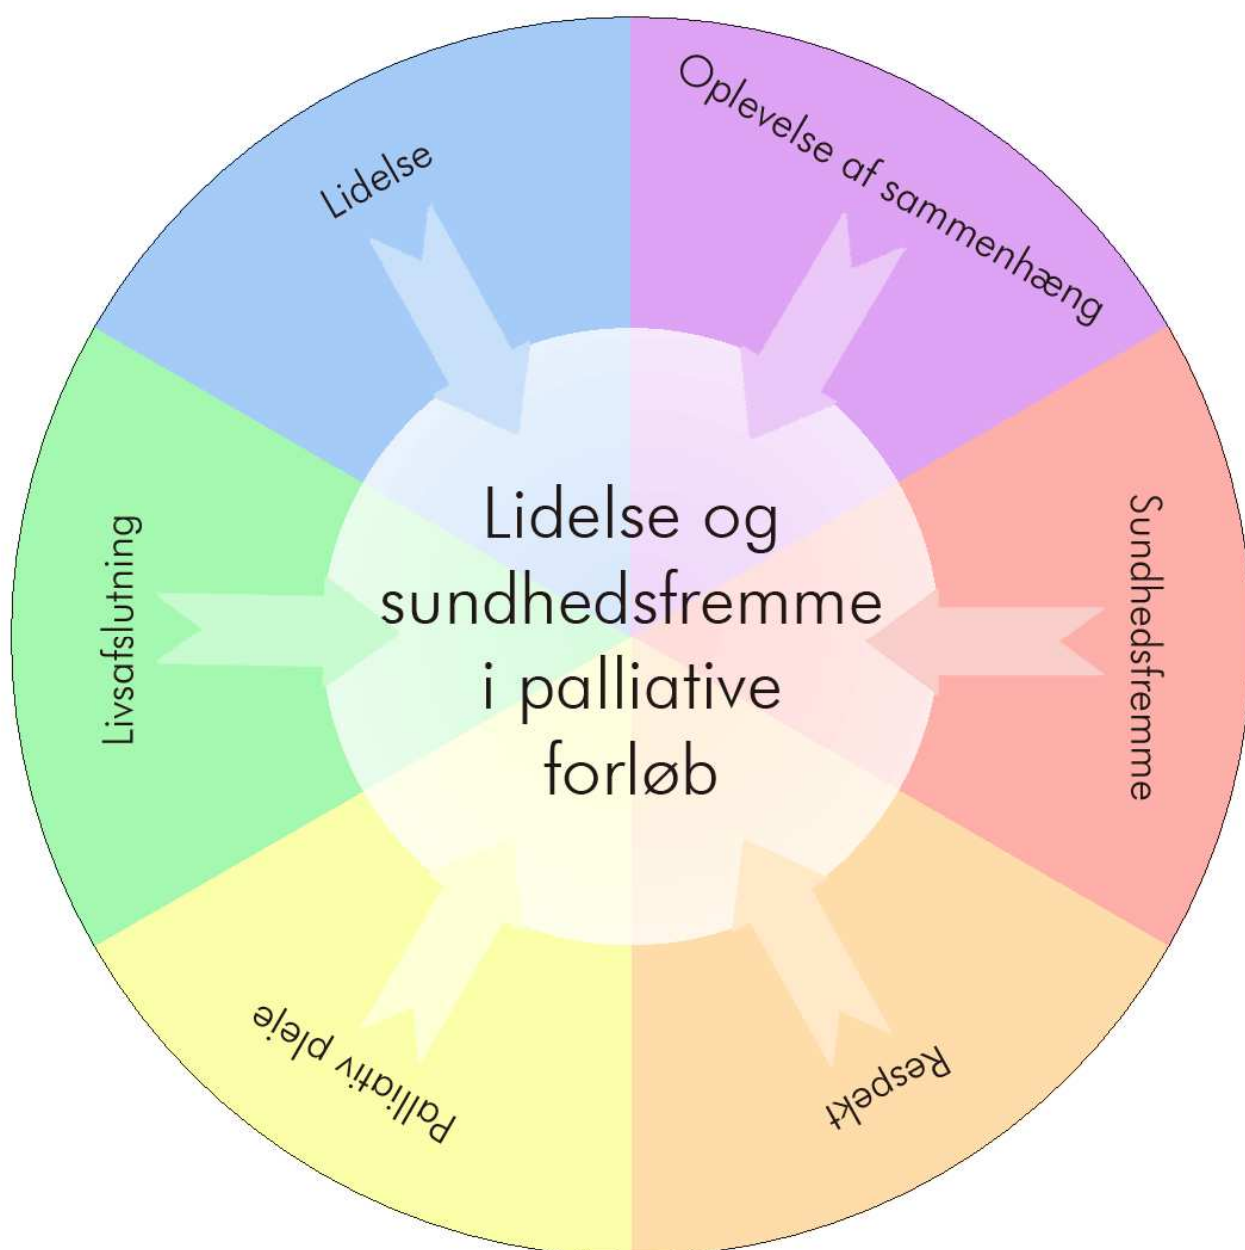 Lidelse
Oplevelse af sammenhæng
Sundhedsfremme
Respekt
Palliativ pleje
Livsafslutning
Lidelse og
sundhedsfremme
i palliative
forløb